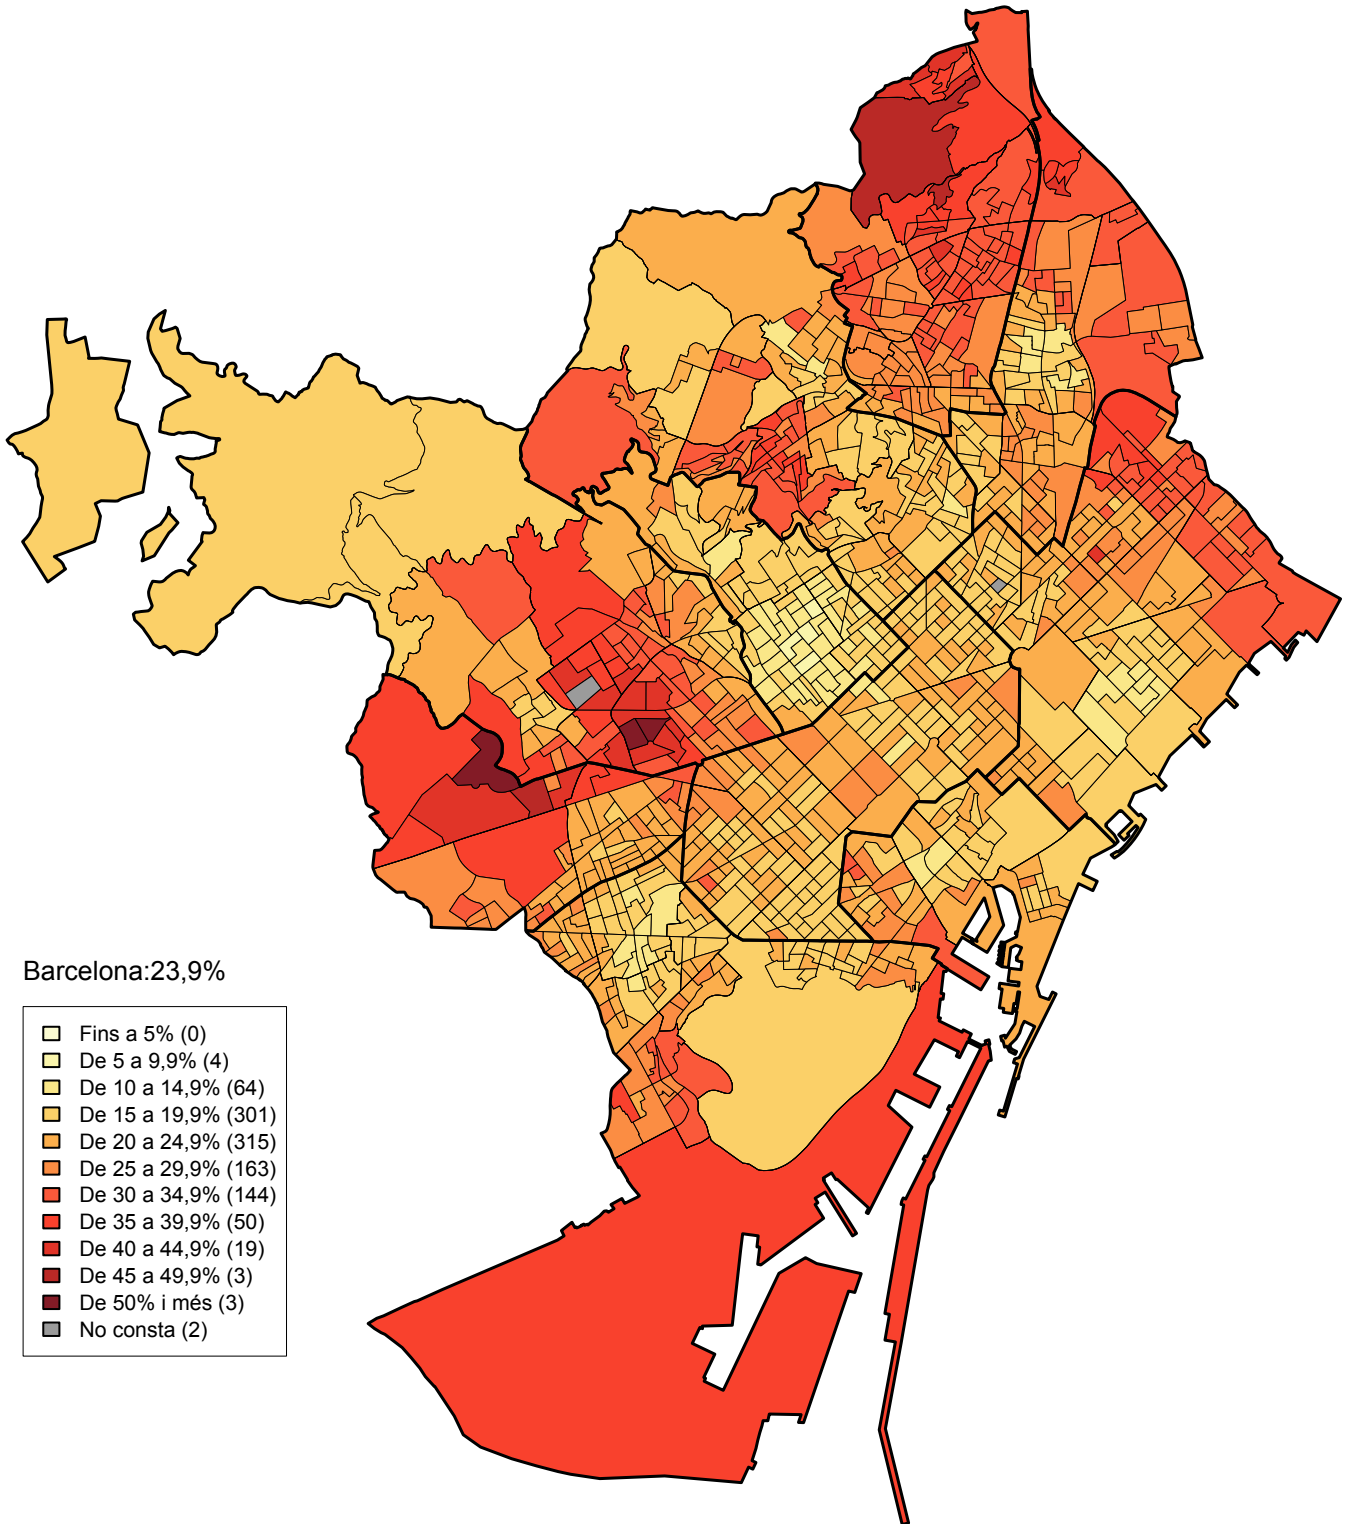 Barcelona:23,9%
Fins a 5% (0)
De 5 a 9,9% (4)
De 10 a 14,9% (64)
De 15 a 19,9% (301)
De 20 a 24,9% (315)
De 25 a 29,9% (163)
De 30 a 34,9% (144)
De 35 a 39,9% (50)
De 40 a 44,9% (19)
De 45 a 49,9% (3)
De 50% i més (3)
No consta (2)